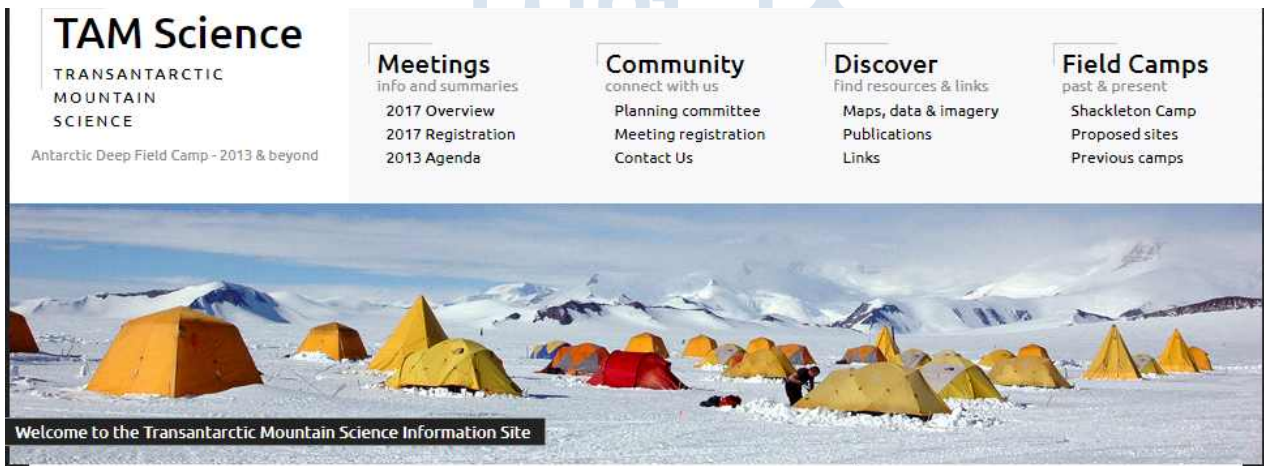 TAM Science
TRANSANTARCTIC
MOUNTAIN
SCIENCE
Antarctic Deep Field Camp - 2013 & beyond
Meetings
info and summaries
2017 Overview
2017 Registration
2013 Agenda
Community
connect with us
Planning committee
Meeting registration
Contact Us
Discover
find resources & links
Maps, data & imagery
Publications
Links
Field Camps
past & present
Shackleton Camp
Proposed sites
Previous camps
Welcome to the Transantarctic Mountain Science Information Site